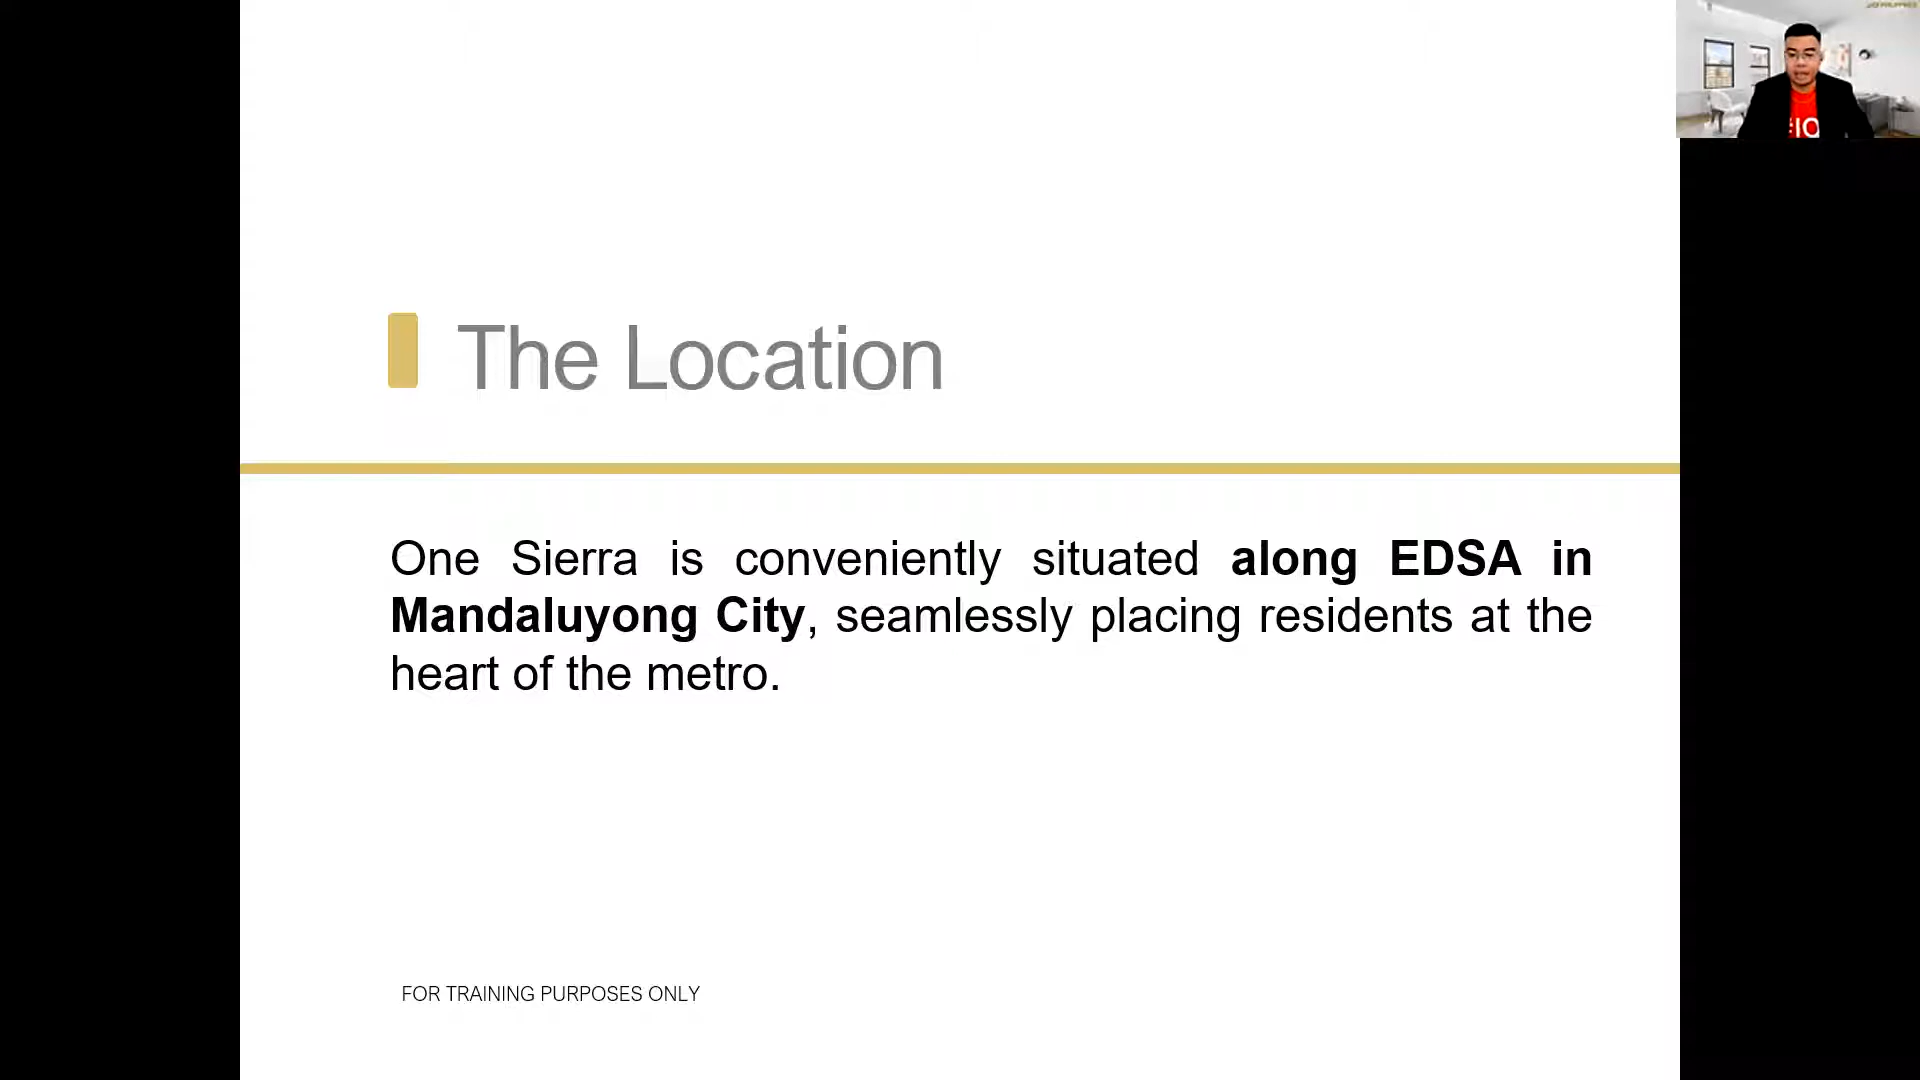 The Location
One Sierra is conveniently situated along EDSA in
Mandaluyong City, seamlessly placing residents at the
heart of the metro.
FOR TRAINING PURPOSES ONLY